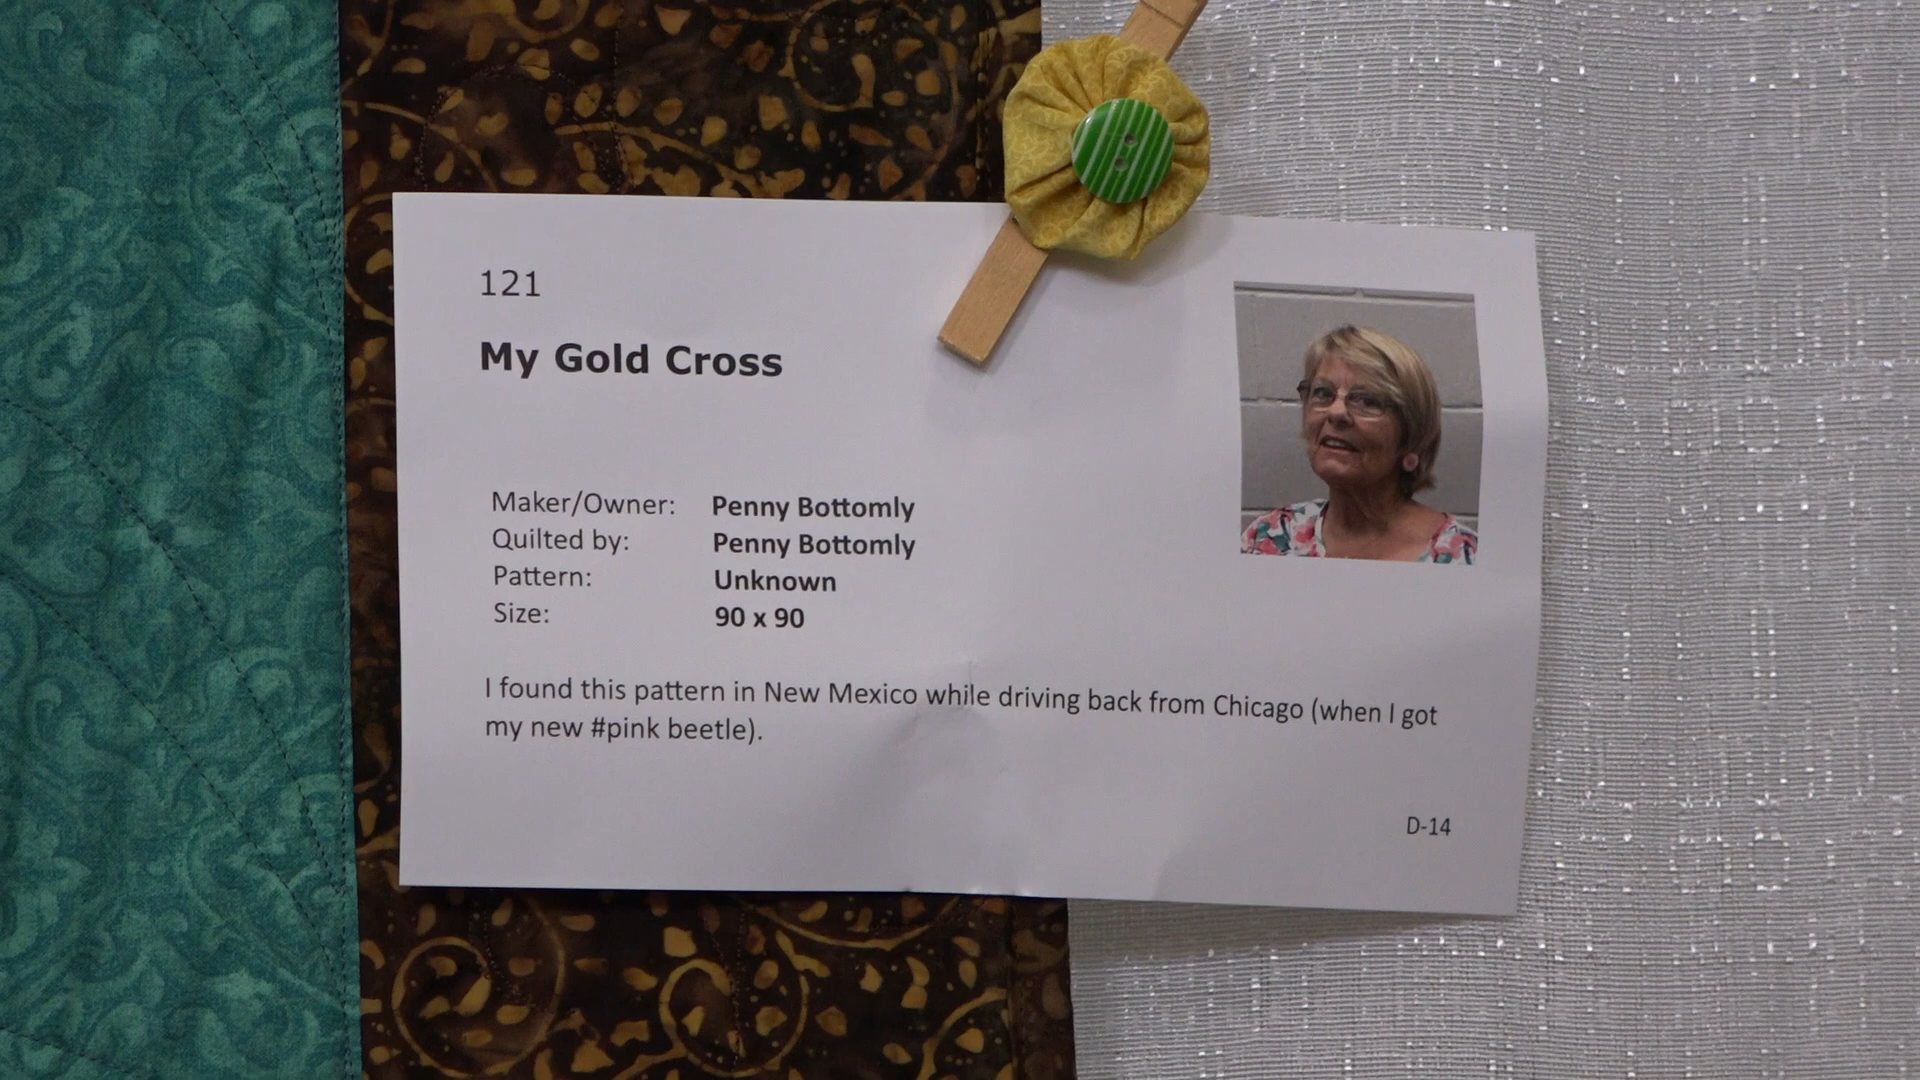 121
My Gold Cross
Maker/Owner: Penny Bottomly
Quilted by: Penny Bottomly
Pattern: Unknown
Size: 90 x 90
I found this pattern in New Mexico while driving back from Chicago (when I got
my new #pink beetle).
D-14